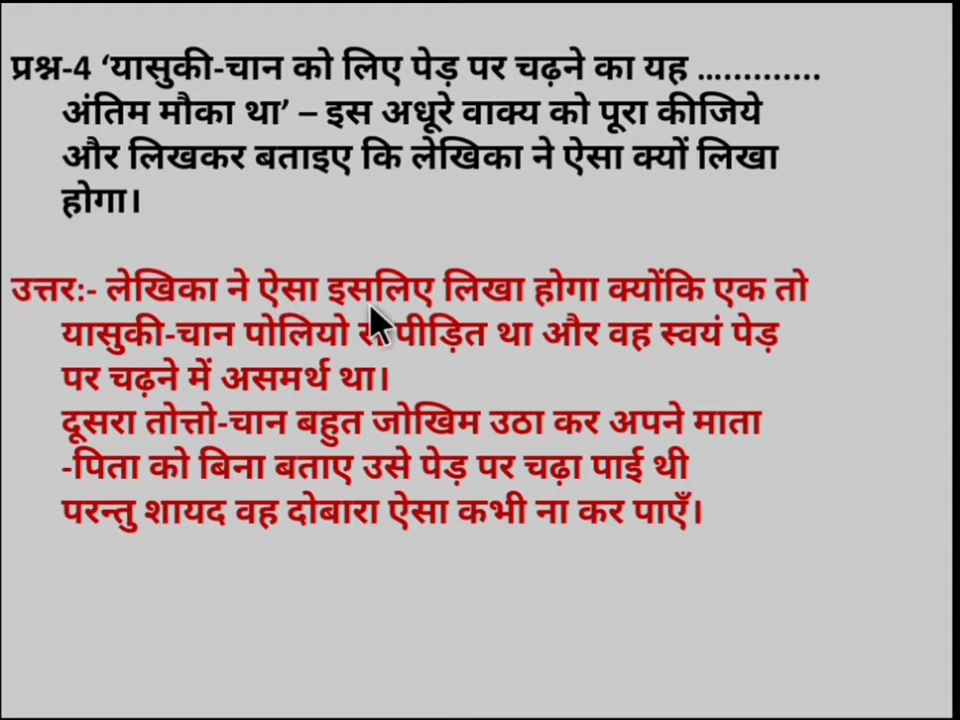 प्रश्न-4 ‘यासुकी-चान को लिए पेड़ पर चढ़ने का यह ............
अंतिम मौका था’ – इस अधूरे वाक्य को पूरा कीजिये
और लिखकर बताइए कि लेखिका ने ऐसा क्यों लिखा
होगा।
उत्तर:- लेखिका ने ऐसा इसलिए लिखा होगा क्योंकि एक तो
यासुकी-चान पोलियो पीड़ित था और वह स्वयं पेड़
पर चढ़ने में असमर्थ था।
दूसरा तोत्तो-चान बहुत जोखिम उठा कर अपने माता
-पिता को बिना बताए उसे पेड़ पर चढ़ा पाई थी
परन्तु शायद वह दोबारा ऐसा कभी ना कर पाएँ।